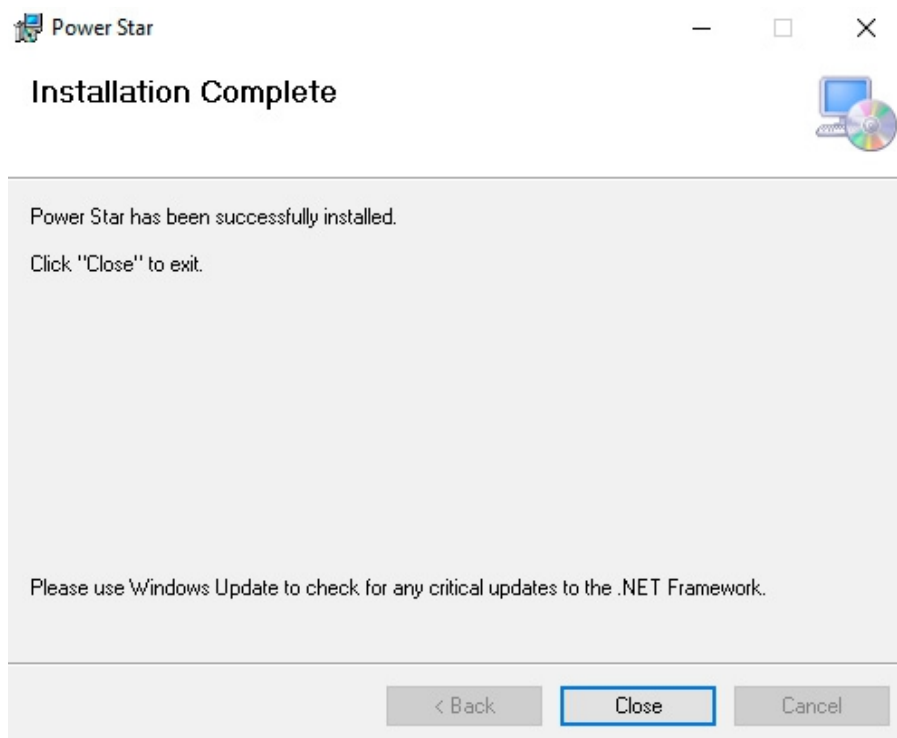 Power Star
Installation Complete
Power Star has been successfully installed.
Click "Close" to exit.
Please use Windows Update to check for any critical updates to the .NET Framework.
< Back
Close
Cancel